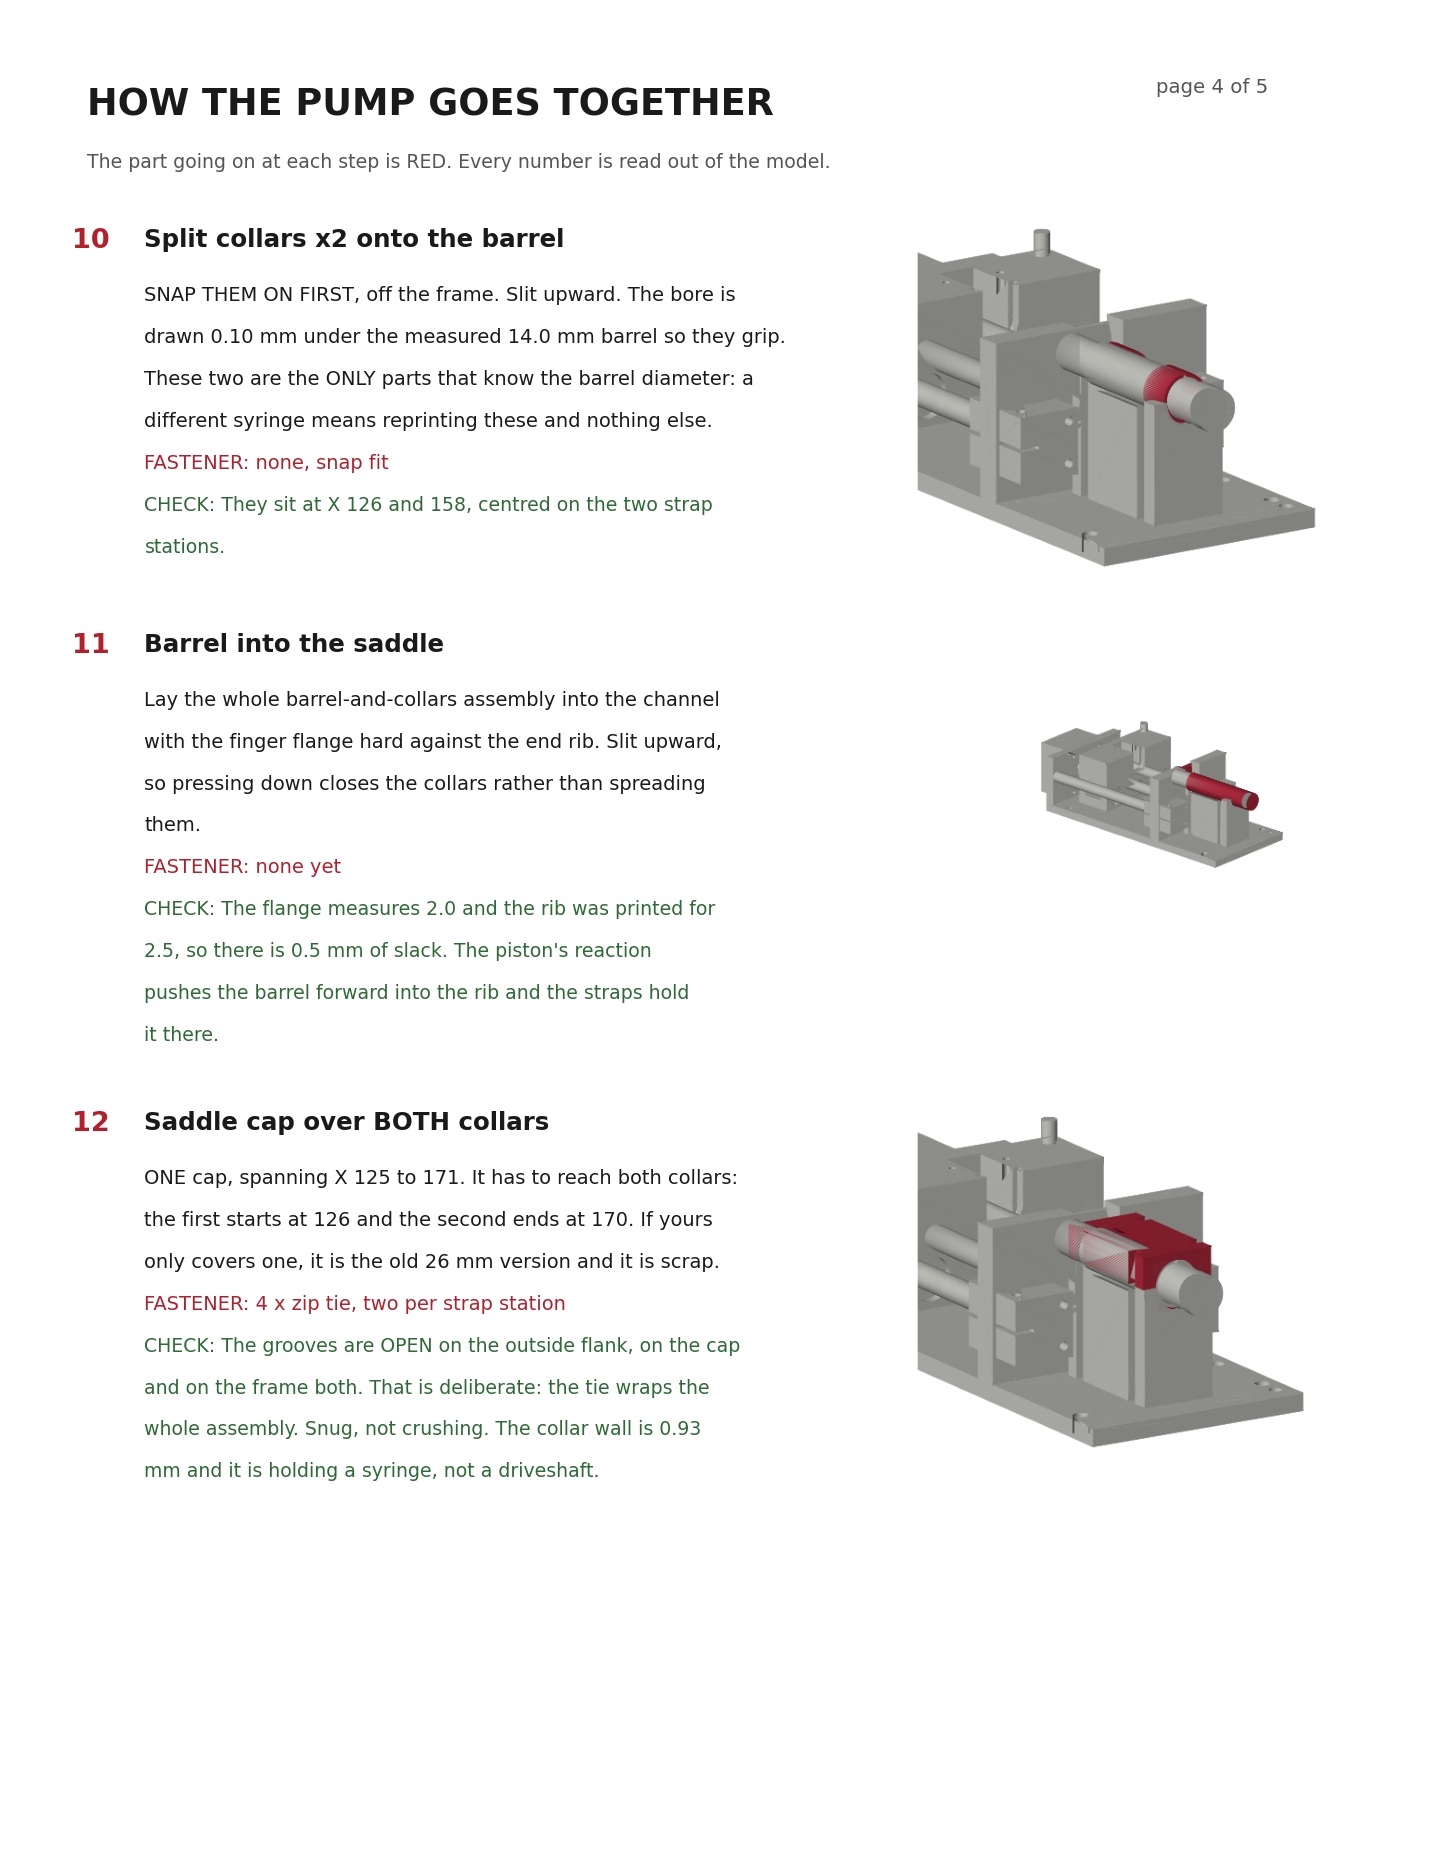 HOW THE PUMP GOES TOGETHER
page 4 of 5
The part going on at each step is RED. Every number is read out of the model.
10 Split collars x2 onto the barrel
SNAP THEM ON FIRST, off the frame. Slit upward. The bore is
drawn 0.10 mm under the measured 14.0 mm barrel so they grip.
These two are the ONLY parts that know the barrel diameter: a
different syringe means reprinting these and nothing else.
FASTENER: none, snap fit
CHECK: They sit at X 126 and 158, centred on the two strap
stations.
11 Barrel into the saddle
Lay the whole barrel-and-collars assembly into the channel
with the finger flange hard against the end rib. Slit upward,
so pressing down closes the collars rather than spreading
them.
FASTENER: none yet
CHECK: The flange measures 2.0 and the rib was printed for
2.5, so there is 0.5 mm of slack. The piston's reaction
pushes the barrel forward into the rib and the straps hold
it there.
12 Saddle cap over BOTH collars
ONE cap, spanning X 125 to 171. It has to reach both collars:
the first starts at 126 and the second ends at 170. If yours
only covers one, it is the old 26 mm version and it is scrap.
FASTENER: 4 x zip tie, two per strap station
CHECK: The grooves are OPEN on the outside flank, on the cap
and on the frame both. That is deliberate: the tie wraps the
whole assembly. Snug, not crushing. The collar wall is 0.93
mm and it is holding a syringe, not a driveshaft.